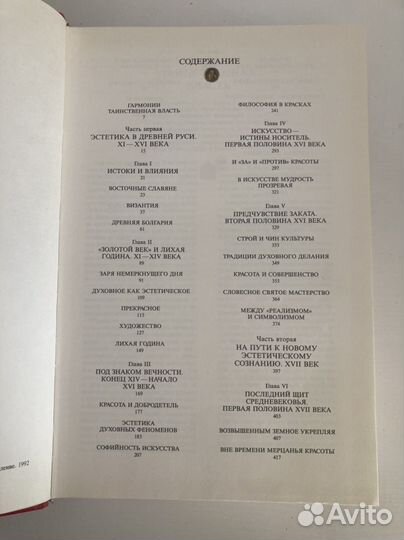 СОДЕРЖАНИЕ
ГАРМОНИИ
ТАИНСТВЕННАЯ ВЛАСТЬ
7
Часть первая
ЭСТЕТИКА В ДРЕВНЕЙ РУСИ.
XI—XVI ВЕКА
15
Глава I
ИСТОКИ И ВЛИЯНИЯ
21
ВОСТОЧНЫЕ СЛАВЯНЕ
23
ВИЗАНТИЯ
37
ДРЕВНЯЯ БОЛГАРИЯ
61
Глава II
«ЗОЛОТОЙ ВЕК» И ЛИХАЯ
ГОДИНА. XI—XIV ВЕКА
89
ЗАРЯ НЕМЕРКНУЩЕГО ДНЯ
91
ДУХОВНОЕ КАК ЭСТЕТИЧЕСКОЕ
109
ПРЕКРАСНОЕ
115
ХУДОЖЕСТВО
127
ЛИХАЯ ГОДИНА
149
Глава III
ПОД ЗНАКОМ ВЕЧНОСТИ.
КОНЕЦ XIV — НАЧАЛО
XVI ВЕКА
169
КРАСОТА И ДОБРОДЕТЕЛЬ
177
ЭСТЕТИКА
ДУХОВНЫХ ФЕНОМЕНОВ
185
СОФИЙНОСТЬ ИСКУССТВА
207
ФИЛОСОФИЯ В КРАСКАХ
241
Глава IV
ИСКУССТВО —
ИСТИНЫ НОСИТЕЛЬ.
ПЕРВАЯ ПОЛОВИНА XVI ВЕКА
293
И «ЗА» И «ПРОТИВ» КРАСОТЫ
297
В ИСКУССТВЕ МУДРОСТЬ
ПРОЗРЕВАЯ
321
Глава V
ПРЕДЧУВСТВИЕ ЗАКАТА.
ВТОРАЯ ПОЛОВИНА XVI ВЕКА
329
СТРОЙ И ЧИН КУЛЬТУРЫ
333
ТРАДИЦИИ ДУХОВНОГО ДЕЛАНИЯ
349
КРАСОТА И СОВЕРШЕНСТВО
353
СЛОВЕСНОЕ СВЯТОЕ МАСТЕРСТВО
364
МЕЖДУ «РЕАЛИЗМОМ»
И СИМВОЛИЗМОМ
374
Часть вторая
НА ПУТИ К НОВОМУ
ЭСТЕТИЧЕСКОМУ
СОЗНАНИЮ. XVII ВЕК
397
Глава VI
ПОСЛЕДНИЙ ЩИТ
СРЕДНЕВЕКОВЬЯ.
ПЕРВАЯ ПОЛОВИНА XVII ВЕКА
403
ВОЗВЫШЕННЫМ ЗЕМНОЕ УКРЕПЛЯЯ
407
ВНЕ ВРЕМЕНИ МЕРЦАНЬЯ КРАСОТЫ
417
ление. 1992
Avito